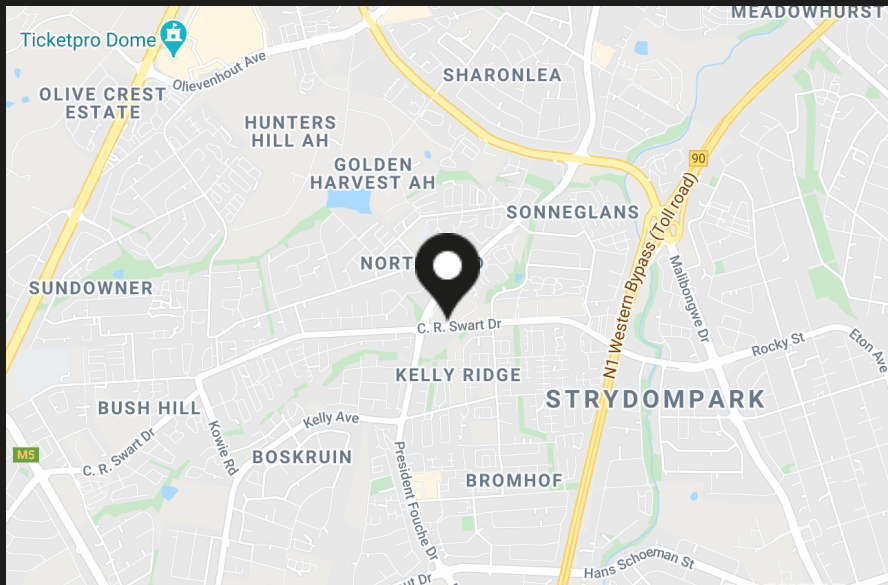 MEADOWHURST
Ticketpro Dome
Olievenhout Ave
SHARONLEA
OLIVE CREST
ESTATE
HUNTERS
HILL AH
GOLDEN
HARVEST AH
90
SONNEGLANS
N1 Western Bypass (Toll road)
SUNDOWNER
Malibongwe Dr
C. R. Swart Dr
Rocky St
Eton Ave
KELLY RIDGE
STRYDOMPARK
BUSH HILL
Kelly Ave
Kowie Rd
C. R. Swart Dr
M5
BOSKRUIN
President Fouche Dr
BROMHOF
Hans Schoeman St
Dr